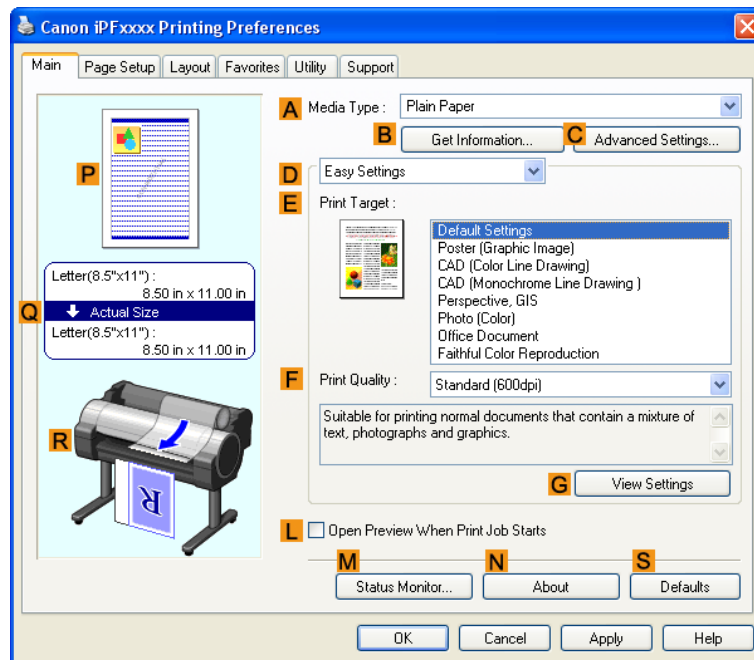 Canon iPFxxxx Printing Preferences
Main Page Setup Layout Favorites Utility Support
P
Letter(8.5"x11") :
8.50 in x 11.00 in
Q
Actual Size
Letter(8.5"x11") :
8.50 in x 11.00 in
R
R
A Media Type : Plain Paper
B Get Information... C Advanced Settings...
D Easy Settings
E Print Target :
Default Settings
Poster (Graphic Image)
CAD (Color Line Drawing)
CAD (Monochrome Line Drawing )
Perspective, GIS
Photo (Color)
Office Document
Faithful Color Reproduction
F Print Quality : Standard (600dpi)
Suitable for printing normal documents that contain a mixture of
text, photographs and graphics.
G View Settings
L Open Preview When Print Job Starts
M N S
Status Monitor... About Defaults
OK Cancel Apply Help